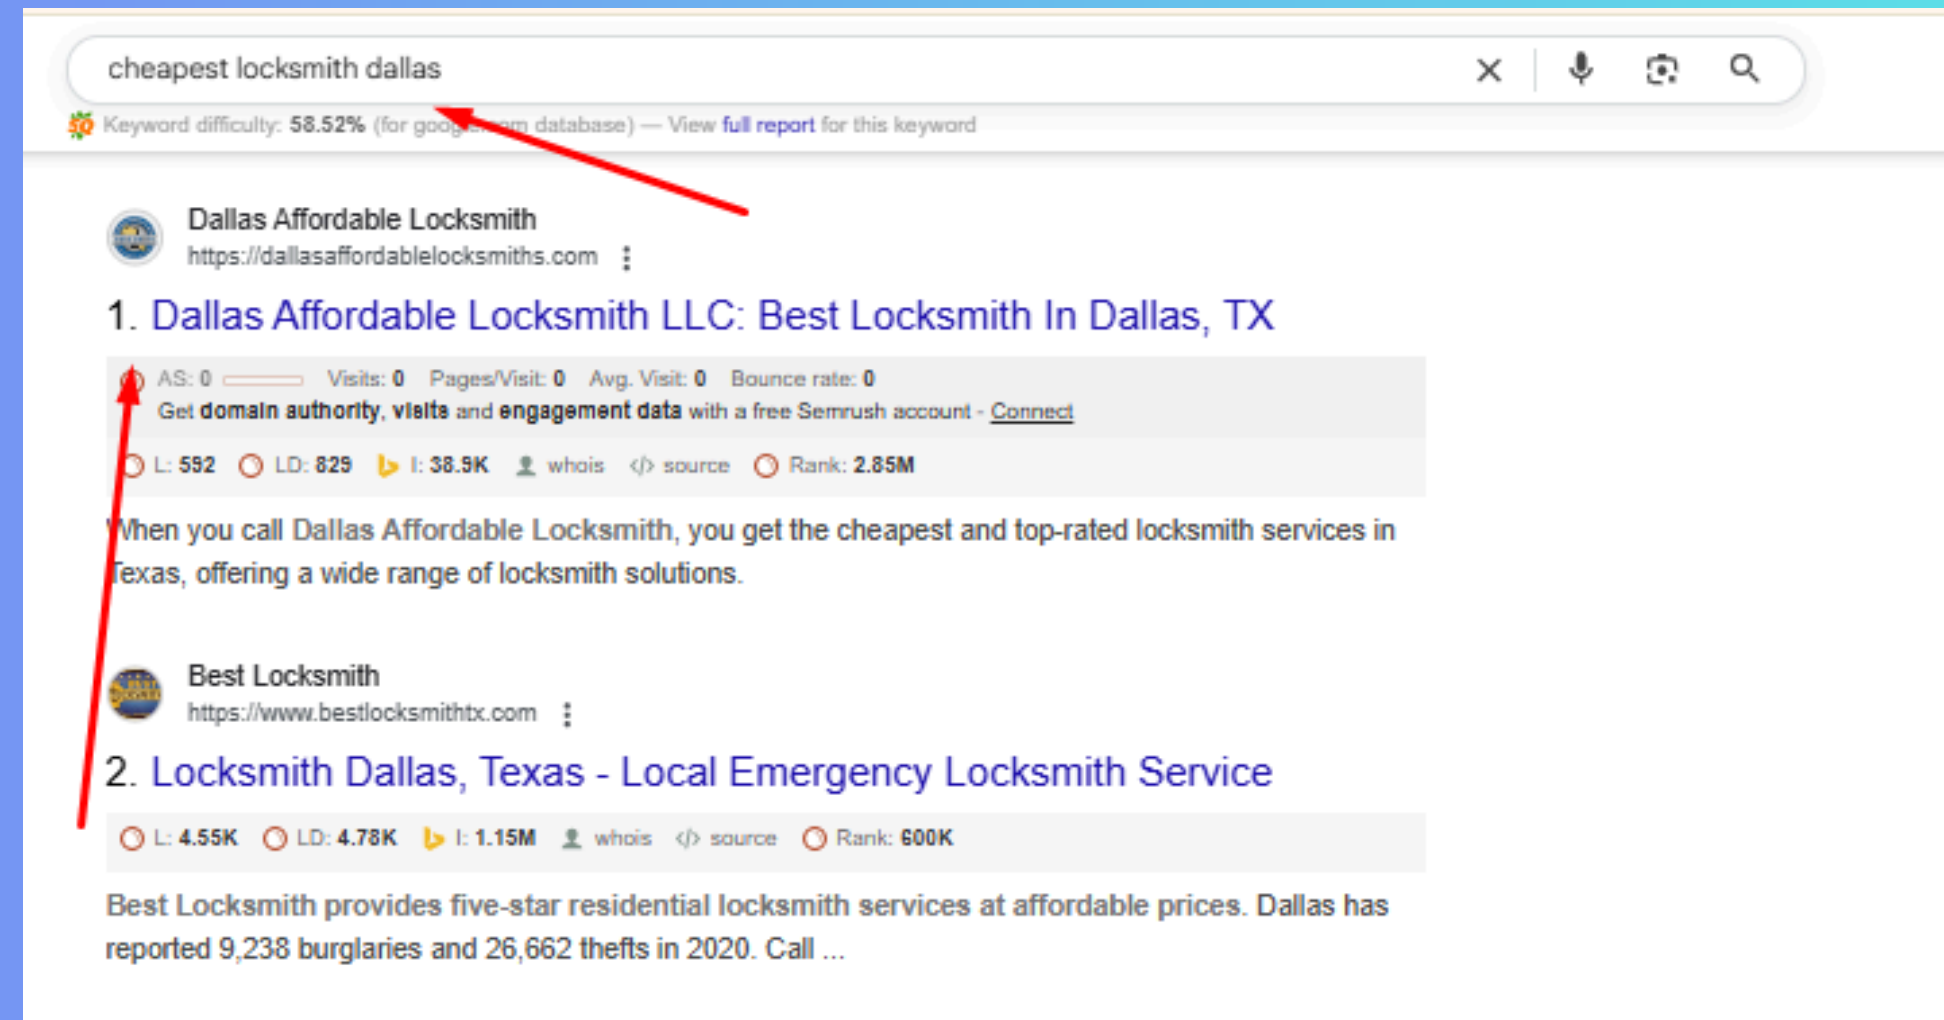 cheapest locksmith dallas
Keyword difficulty: 58.52% (for google.com database) — View full report for this keyword
Dallas Affordable Locksmith
https://dallasaffordablelocksmiths.com
1. Dallas Affordable Locksmith LLC: Best Locksmith In Dallas, TX
AS: 0 Visits: 0 Pages/Visit: 0 Avg. Visit: 0 Bounce rate: 0
Get domain authority, visits and engagement data with a free Semrush account - Connect
L: 592 LD: 829 I: 38.9K whois </> source Rank: 2.85M
When you call Dallas Affordable Locksmith, you get the cheapest and top-rated locksmith services in
Texas, offering a wide range of locksmith solutions.
Best Locksmith
https://www.bestlocksmithtx.com
2. Locksmith Dallas, Texas - Local Emergency Locksmith Service
L: 4.55K LD: 4.78K I: 1.15M whois </> source Rank: 600K
Best Locksmith provides five-star residential locksmith services at affordable prices. Dallas has
reported 9,238 burglaries and 26,662 thefts in 2020. Call ...